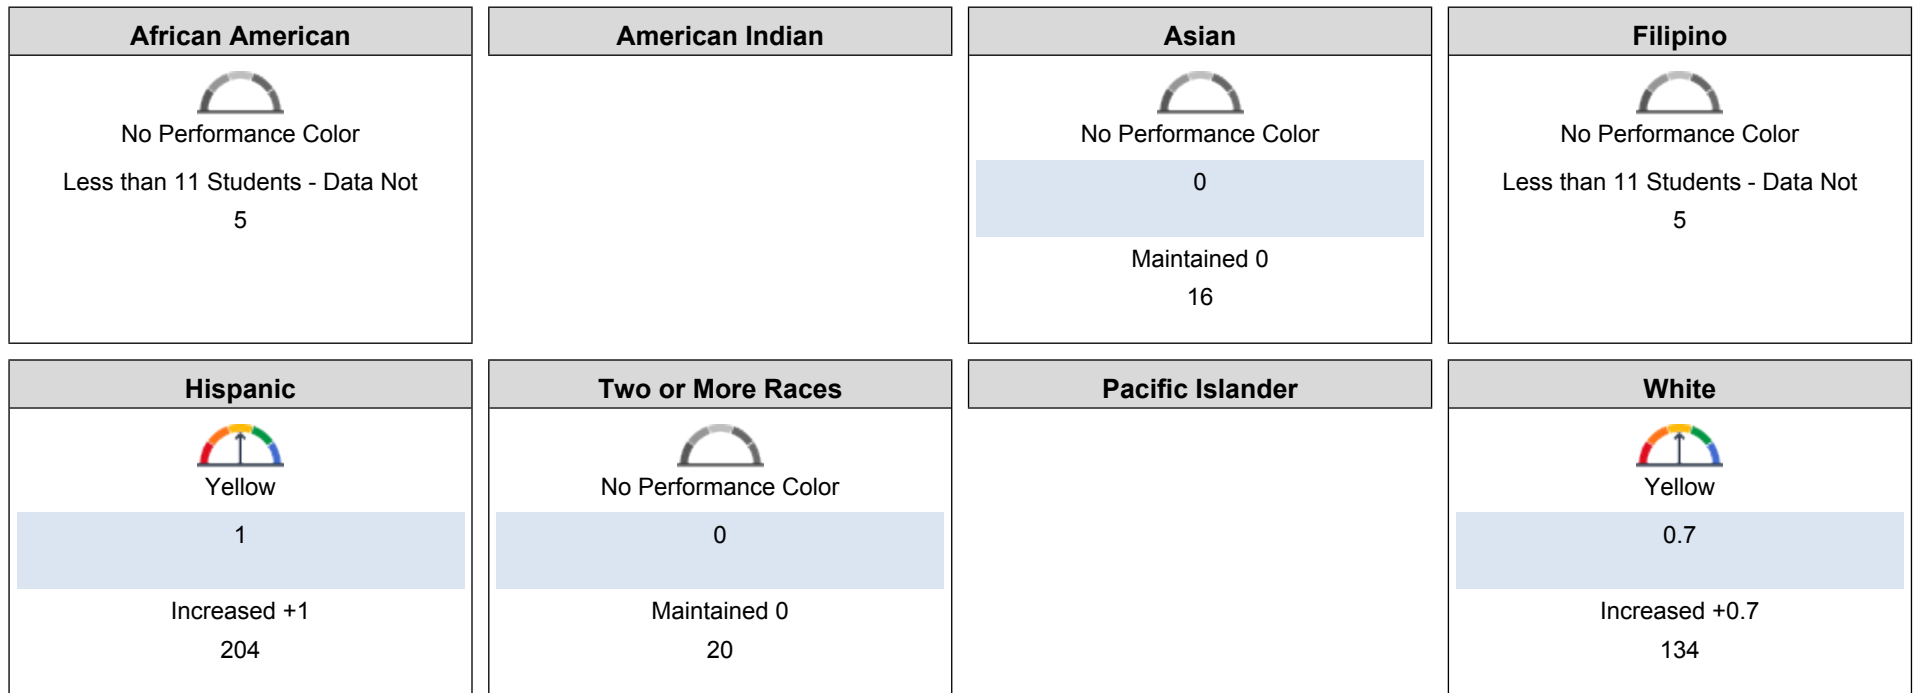 African American
No Performance Color
Less than 11 Students - Data Not
5
American Indian
Asian
No Performance Color
0
Maintained 0
16
Filipino
No Performance Color
Less than 11 Students - Data Not
5
Hispanic
Yellow
1
Increased +1
204
Two or More Races
No Performance Color
0
Maintained 0
20
Pacific Islander
White
Yellow
0.7
Increased +0.7
134